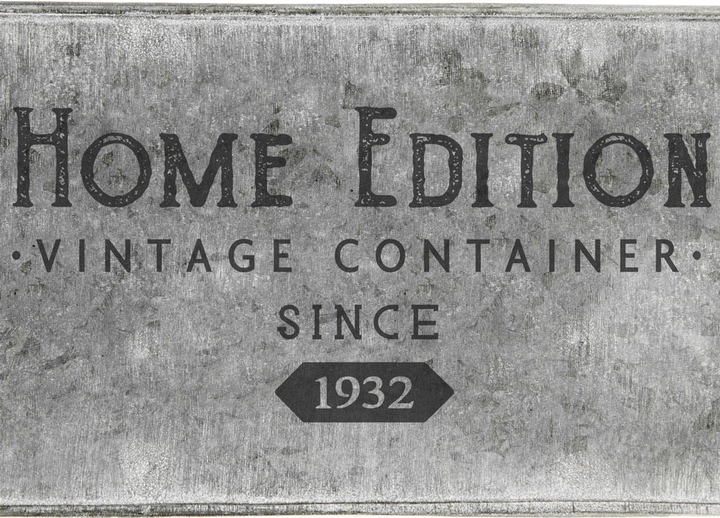 HOME EDITION
·VINTAGE CONTAINER·
SINCE
1932